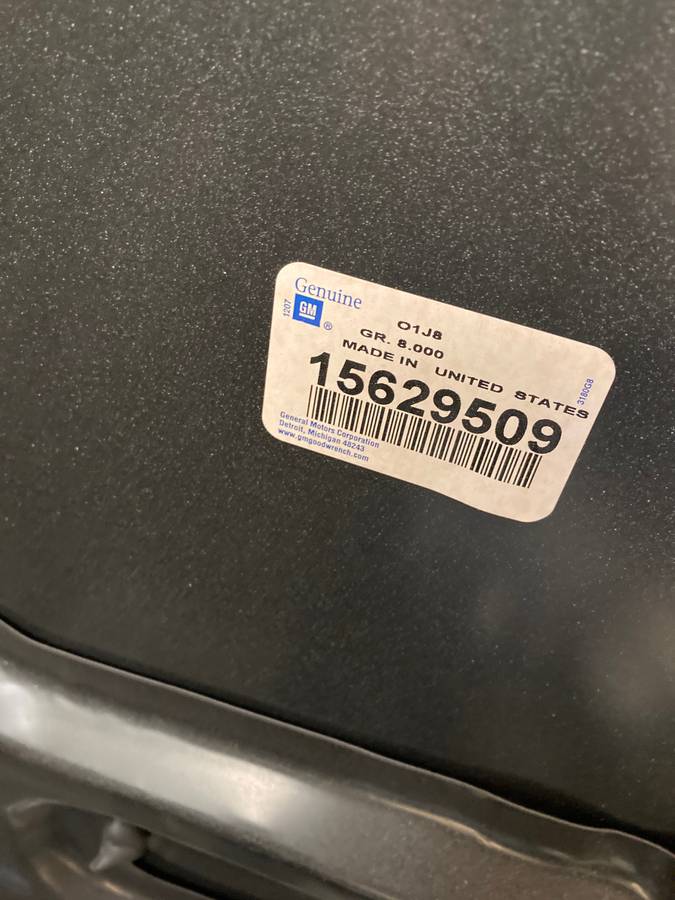 Genuine
1207
GM
®
O1J8
GR. 8.000
MADE IN UNITED STATES
15629509
3180G8
General Motors Corporation
Detroit, Michigan 48243
www.gmgoodwrench.com